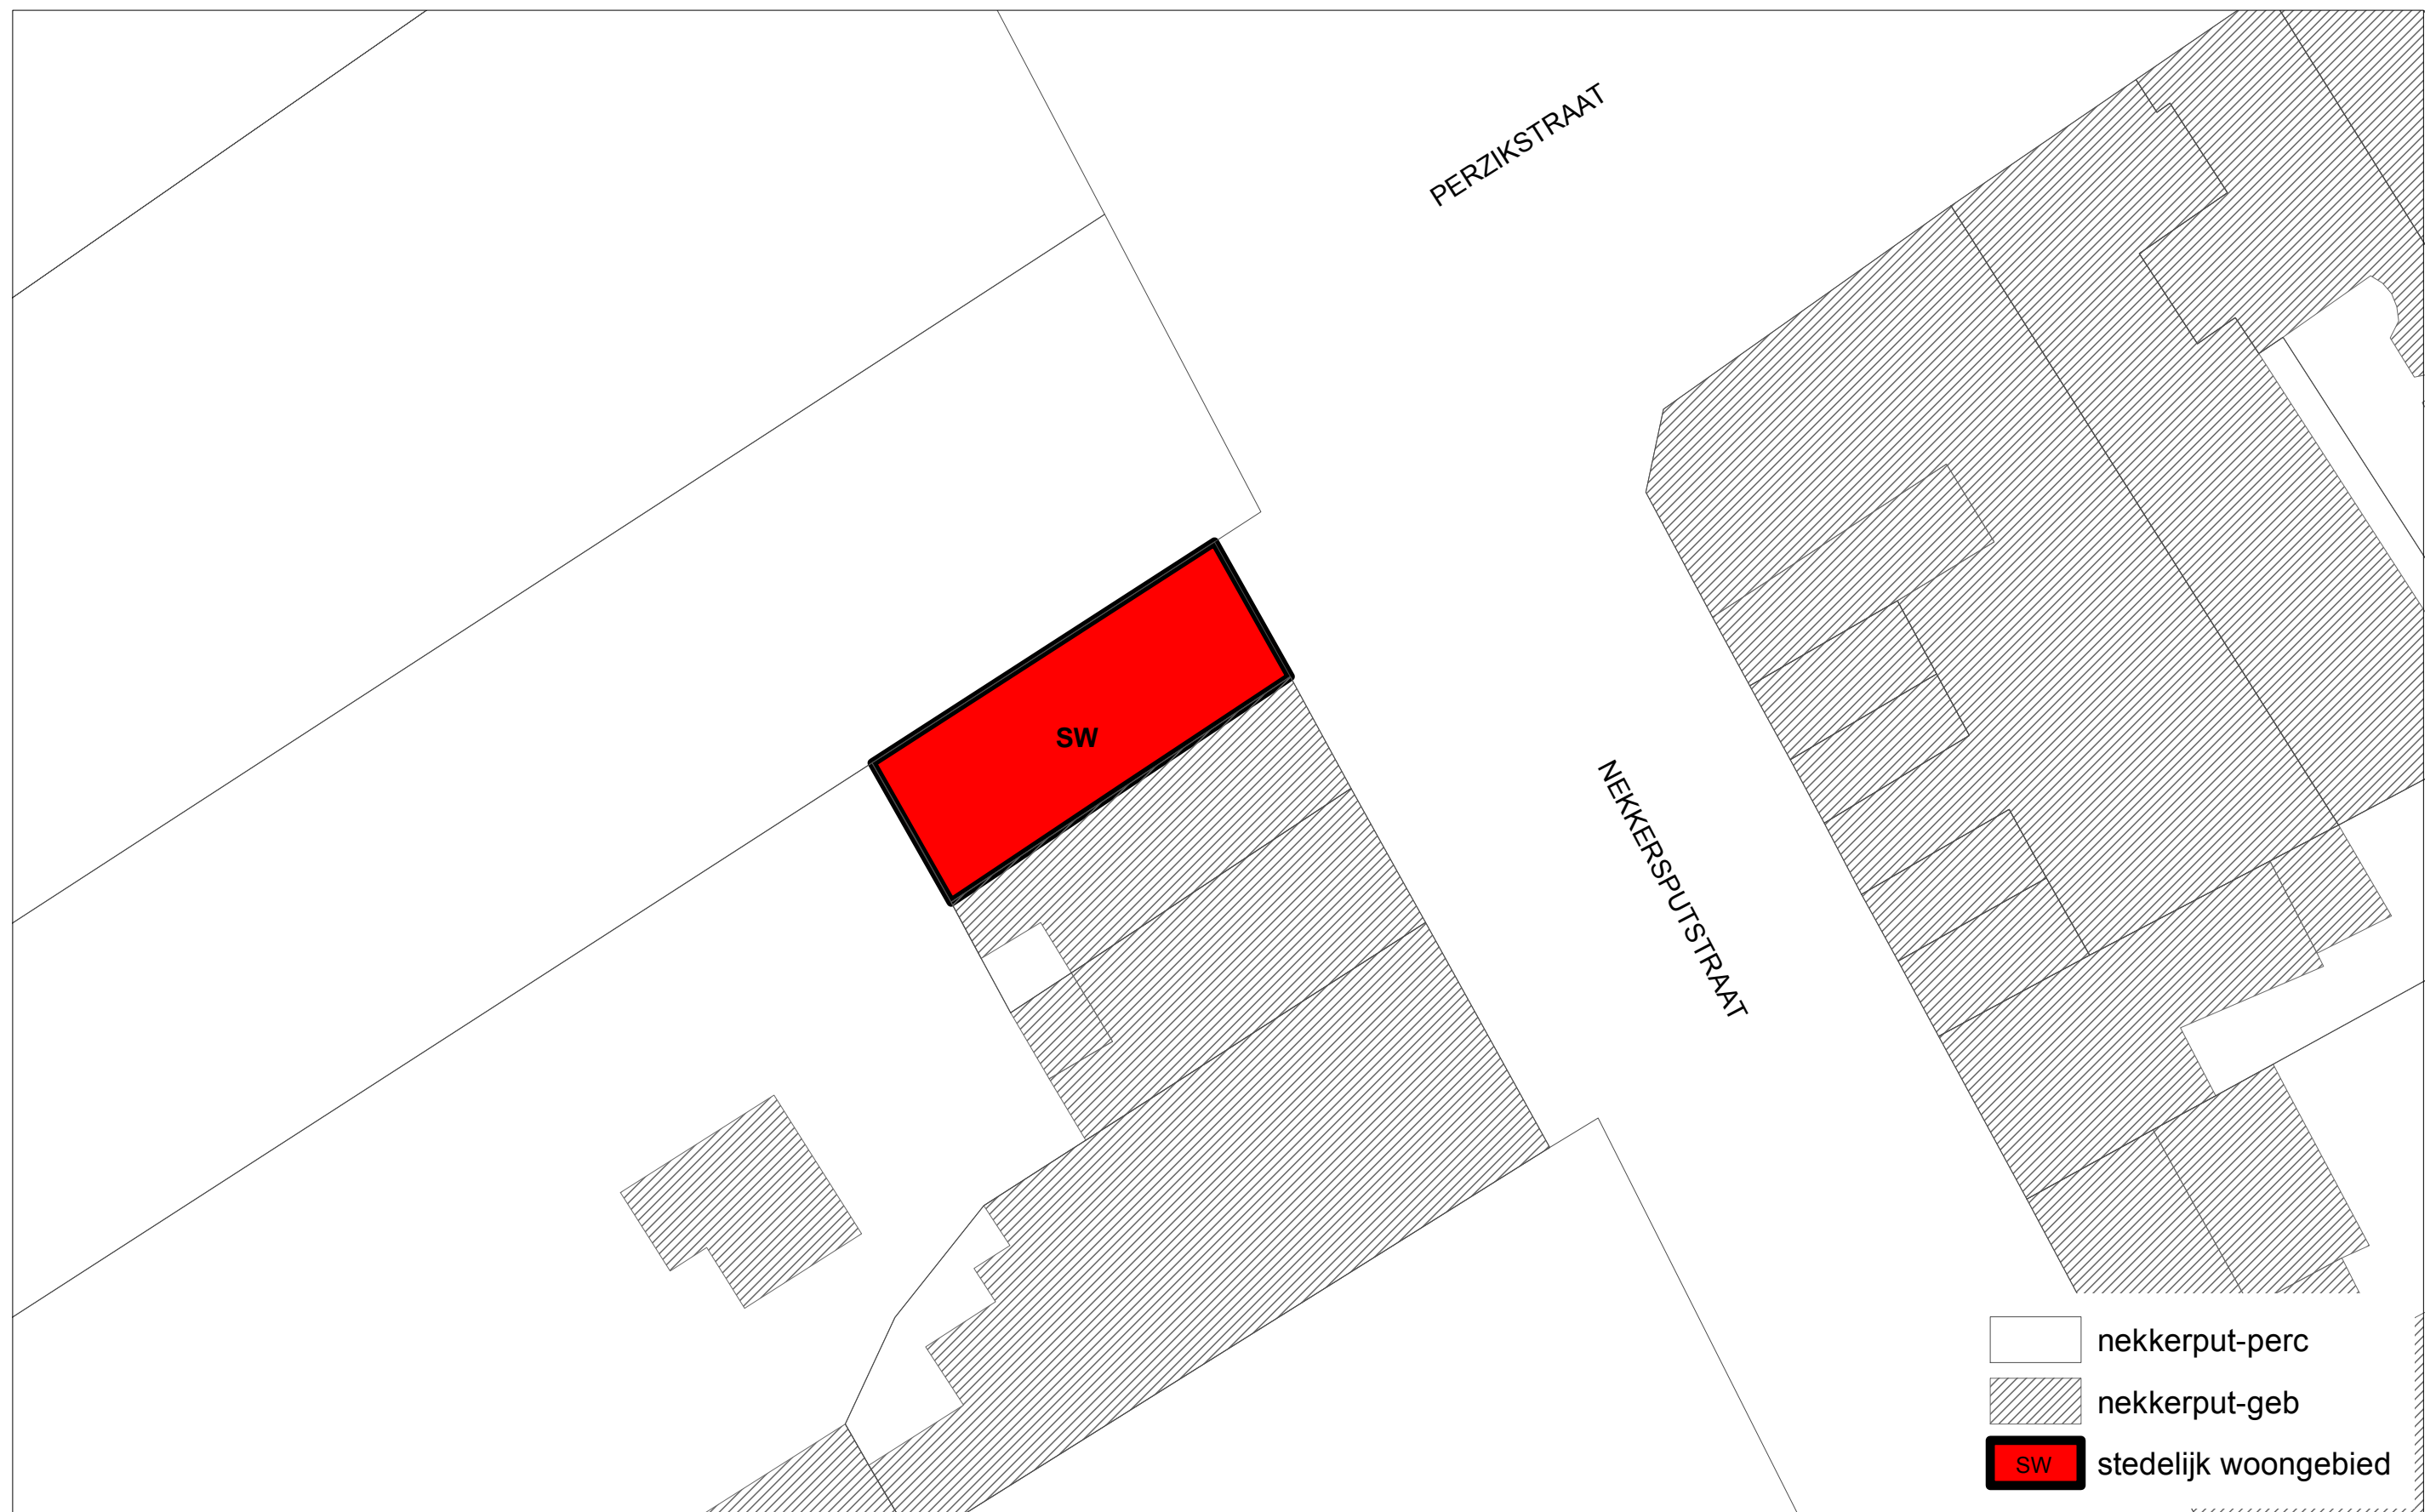 PERZIKSTRAAT
SW
NEKKERSPUTSTRAAT
nekkerput-perc
nekkerput-geb
SW stedelijk woongebied